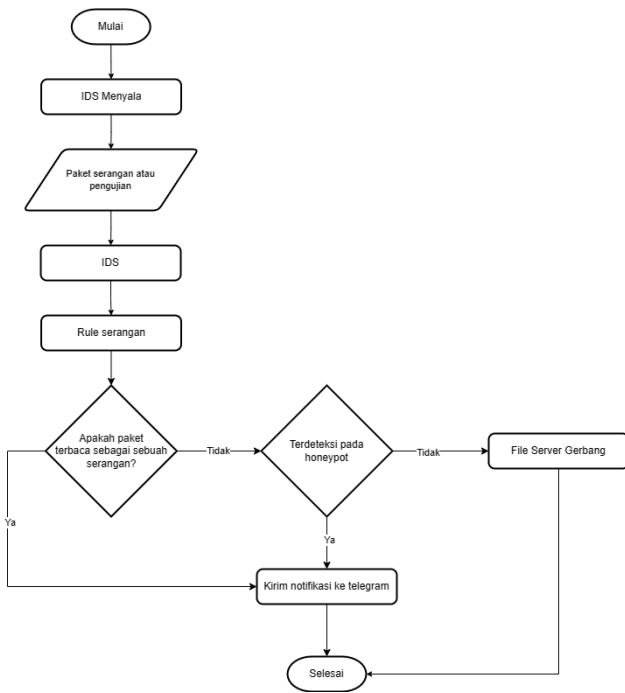 Mulai
IDS Menyala
Paket serangan atau
pengujian
IDS
Rule serangan
Apakah paket
terbaca sebagai sebuah
serangan?
Tidak
Terdeteksi pada
honeypot
Tidak
File Server Gerbang
Ya
Ya
Kirim notifikasi ke telegram
Selesai